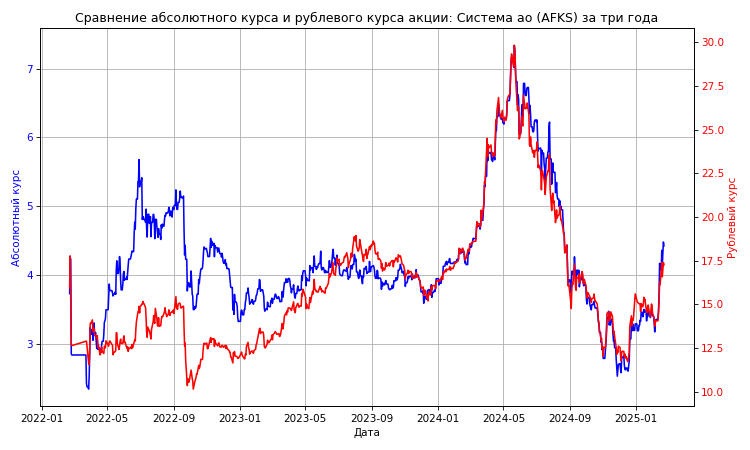 Сравнение абсолютного курса и рублевого курса акции: Система ао (AFKS) за три года
Абсолютный курс
7
6
5
4
3
30.0
27.5
25.0
22.5
20.0
17.5
15.0
12.5
10.0
Рублевый курс
2022-01 2022-05 2022-09 2023-01 2023-05 2023-09 2024-01 2024-05 2024-09 2025-01
Дата